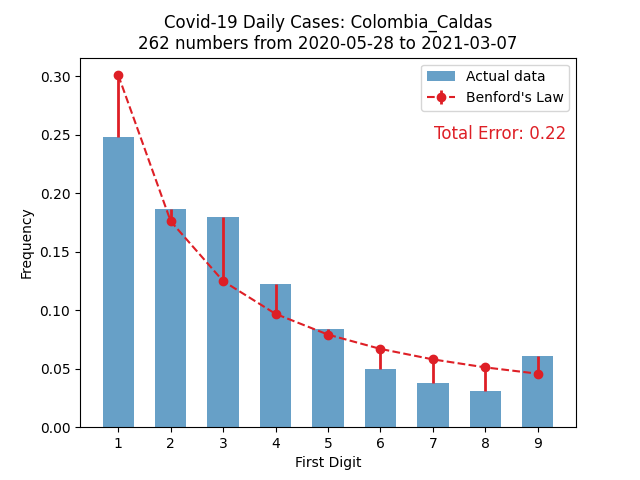 Covid-19 Daily Cases: Colombia_Caldas
262 numbers from 2020-05-28 to 2021-03-07
Actual data
Benford's Law
Total Error: 0.22
Frequency
0.30
0.25
0.20
0.15
0.10
0.05
0.00
1 2 3 4 5 6 7 8 9
First Digit